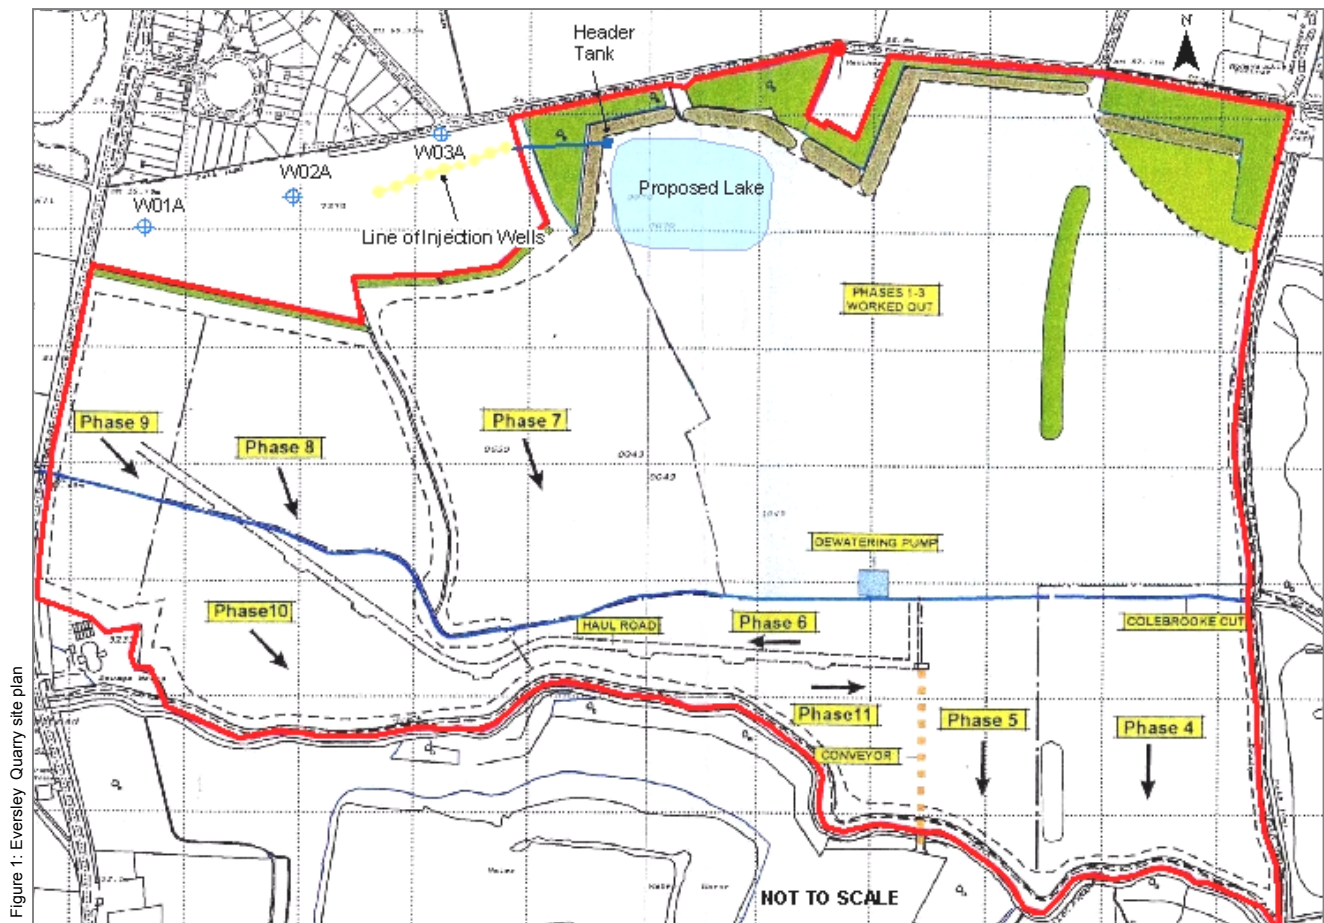 Header
Tank
N
W03A
W02A
W01A
Proposed Lake
Line of Injection Wells
PHASES 1-3
WORKED OUT
Phase 9
Phase 8
Phase 7
DEWATERING PUMP
Phase10
HAUL ROAD
Phase 6
COLEBROOKE CUT
Phase11
Phase 5
Phase 4
CONVEYOR
NOT TO SCALE
Figure 1: Eversley Quarry site plan